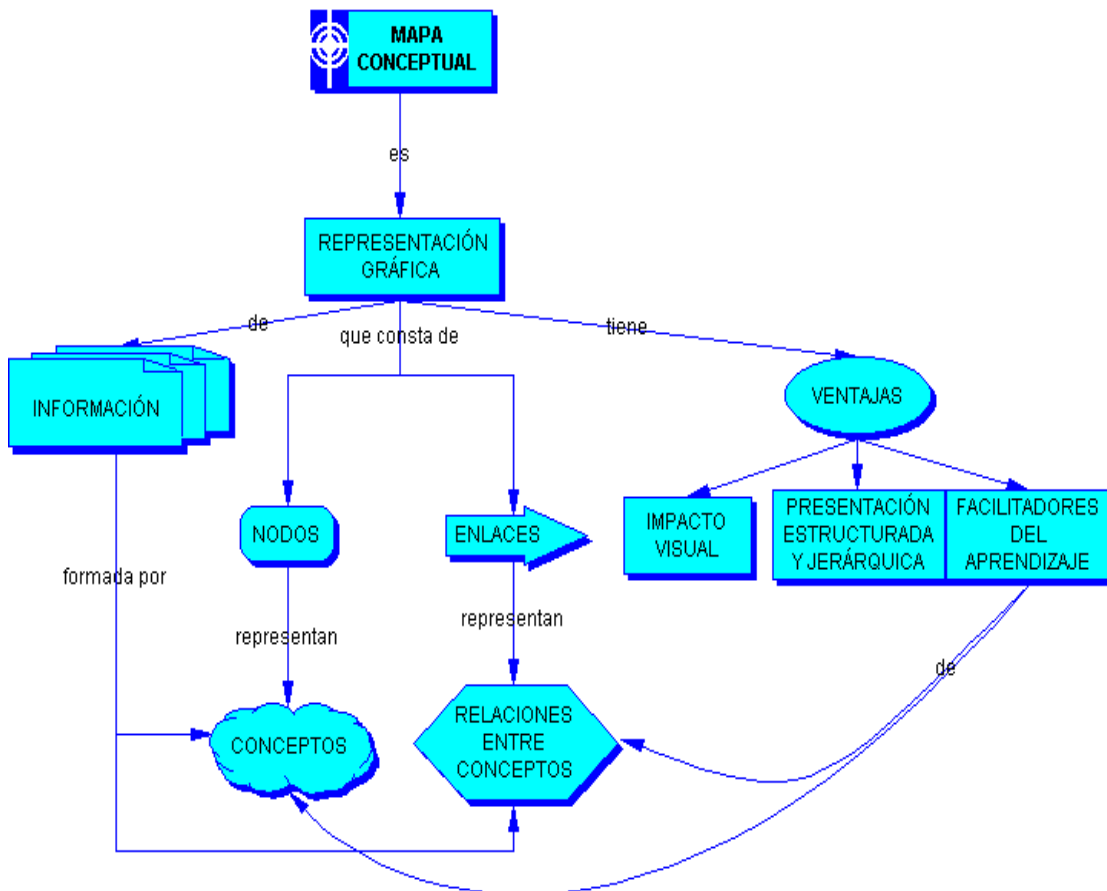 MAPA
CONCEPTUAL
es
REPRESENTACIÓN
GRÁFICA
de
que consta de
tiene
INFORMACIÓN
VENTAJAS
NODOS
ENLACES
IMPACTO
VISUAL
PRESENTACIÓN
ESTRUCTURADA
Y JERÁRQUICA
FACILITADORES
DEL
APRENDIZAJE
formada por
representan
representan
de
CONCEPTOS
RELACIONES
ENTRE
CONCEPTOS